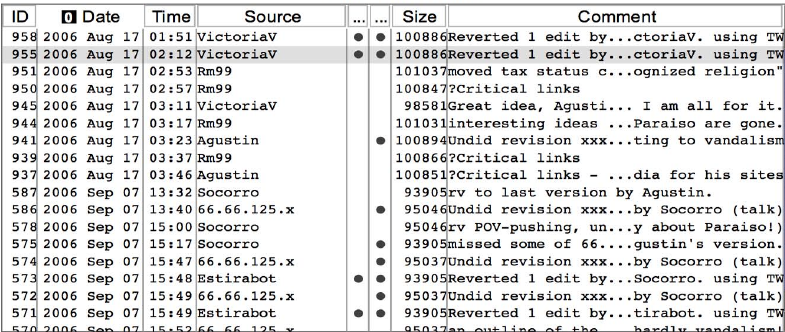 ID 0 Date Time Source ... ... Size Comment
958 2006 Aug 17 01:51 VictoriaV ● ● 100886 Reverted 1 edit by...ctoriaV. using TW
955 2006 Aug 17 02:12 VictoriaV ● ● 100886 Reverted 1 edit by...ctoriaV. using TW
951 2006 Aug 17 02:53 Rm99 101037 moved tax status c...ognized religion"
950 2006 Aug 17 02:57 Rm99 100847 ?Critical links
945 2006 Aug 17 03:11 VictoriaV 98581 Great idea, Agusti... I am all for it.
944 2006 Aug 17 03:17 Rm99 101031 interesting ideas ...Paraiso are gone.
941 2006 Aug 17 03:23 Agustin ● 100894 Undid revision xxx...ting to vandalism
939 2006 Aug 17 03:37 Rm99 100866 ?Critical links
937 2006 Aug 17 03:46 Agustin 100851 ?Critical links - ...dia for his sites
587 2006 Sep 07 13:32 Socorro 93905 rv to last version by Agustin.
586 2006 Sep 07 13:40 66.66.125.x ● 95046 Undid revision xxx...by Socorro (talk)
578 2006 Sep 07 15:00 Socorro 95046 rv POV-pushing, un...y about Paraiso!)
575 2006 Sep 07 15:17 Socorro ● 93905 missed some of 66....gustin's version.
574 2006 Sep 07 15:47 66.66.125.x ● 95037 Undid revision xxx...by Socorro (talk)
573 2006 Sep 07 15:48 Estirabot ● ● 93905 Reverted 1 edit by...Socorro. using TW
572 2006 Sep 07 15:49 66.66.125.x ● 95037 Undid revision xxx...by Socorro (talk)
571 2006 Sep 07 15:49 Estirabot ● ● 93905 Reverted 1 edit by...tirabot. using TW
570 2006 Sep 07 15:52 66.66.125.x ● 95037 an outline of the ... hardly vandalism!